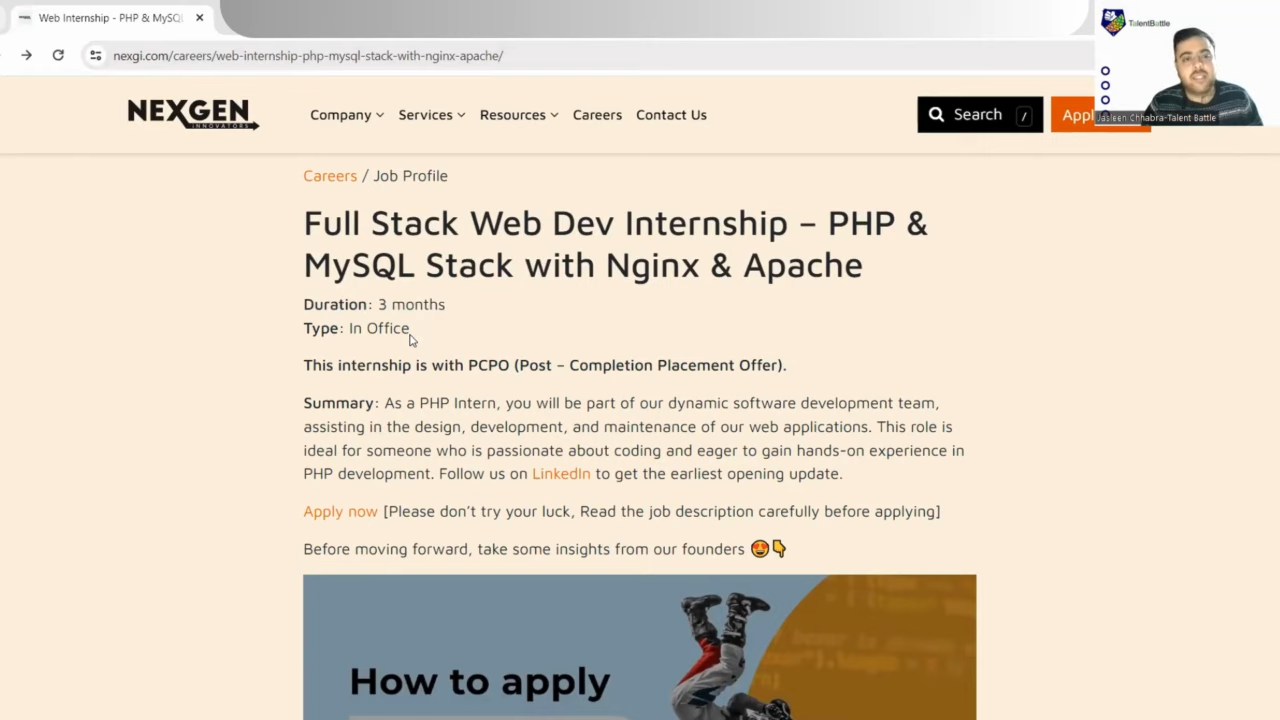 Web Internship - PHP & MySQL
nexgi.com/careers/web-internship-php-mysql-stack-with-nginx-apache/
TalentBattle
Jasleen Chhabra-Talent Battle
NEXGEN
INNOVATORS
Company
Services
Resources
Careers
Contact Us
Search /
Appl
Careers / Job Profile
Full Stack Web Dev Internship – PHP &
MySQL Stack with Nginx & Apache
Duration: 3 months
Type: In Office
This internship is with PCPO (Post – Completion Placement Offer).
Summary: As a PHP Intern, you will be part of our dynamic software development team,
assisting in the design, development, and maintenance of our web applications. This role is
ideal for someone who is passionate about coding and eager to gain hands-on experience in
PHP development. Follow us on LinkedIn to get the earliest opening update.
Apply now [Please don't try your luck, Read the job description carefully before applying]
Before moving forward, take some insights from our founders 😍👇
How to apply